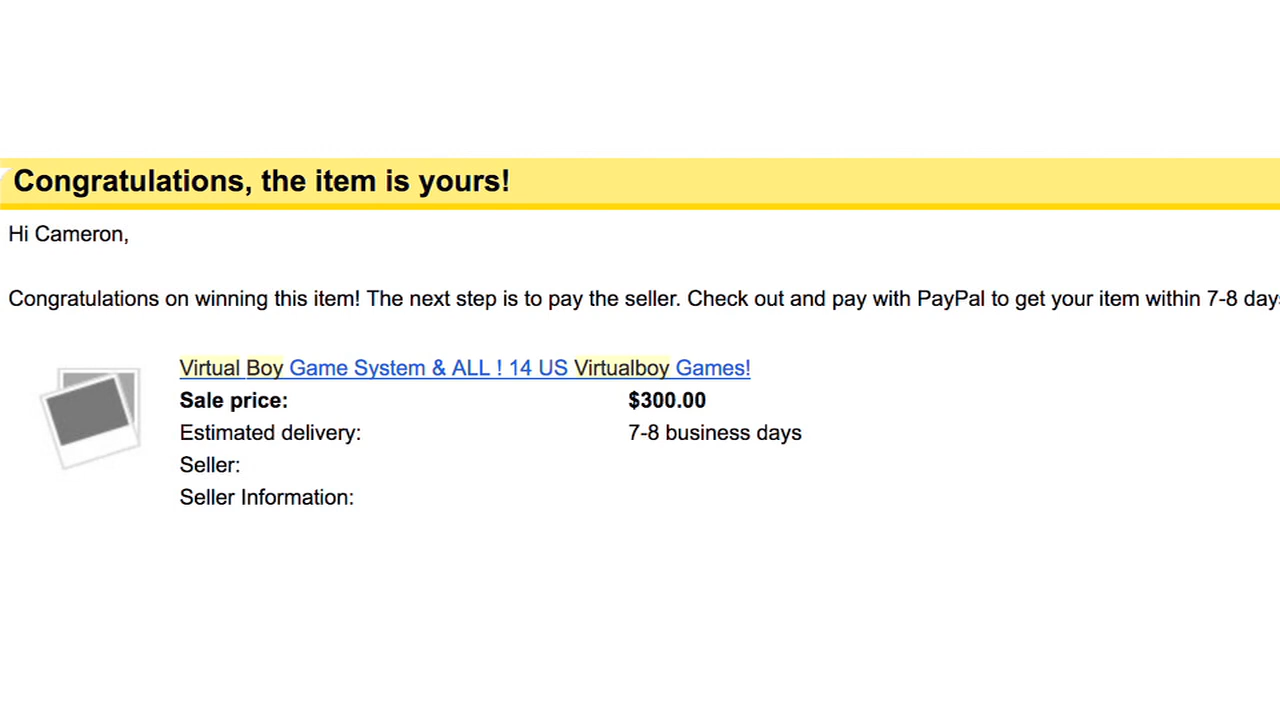 Congratulations, the item is yours!
Hi Cameron,
Congratulations on winning this item! The next step is to pay the seller. Check out and pay with PayPal to get your item within 7-8 day
Virtual Boy Game System & ALL ! 14 US Virtualboy Games!
Sale price: $300.00
Estimated delivery: 7-8 business days
Seller:
Seller Information: